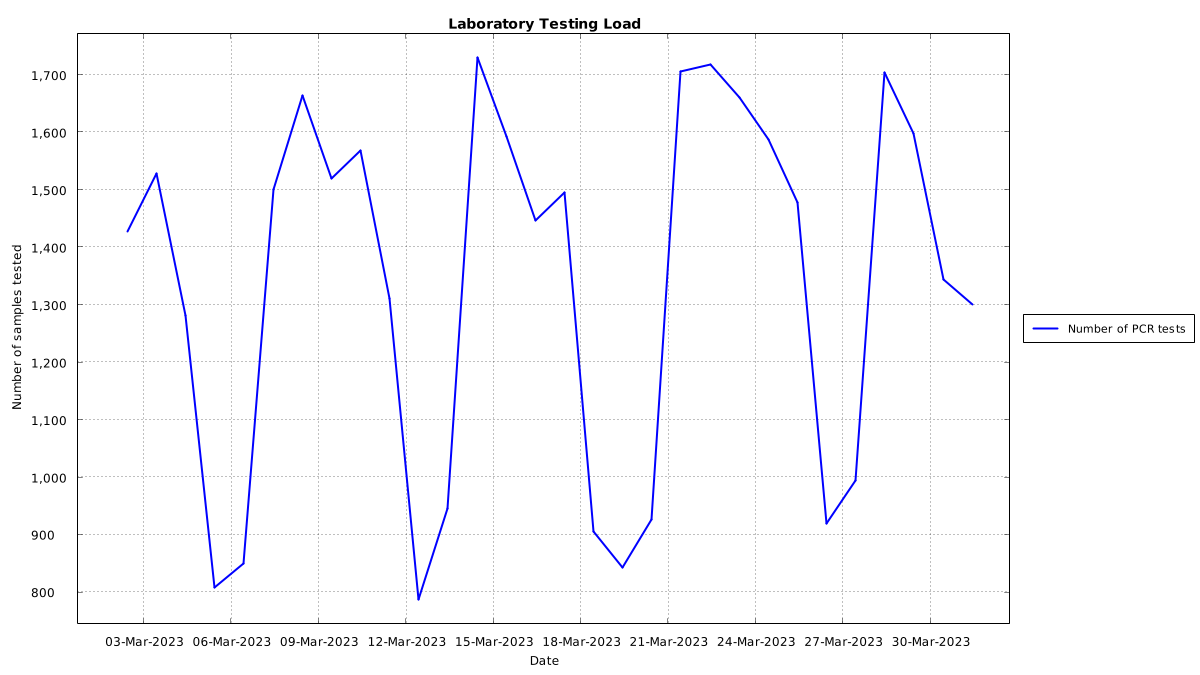 Laboratory Testing Load
Number of samples tested
1,700
1,600
1,500
1,400
1,300
1,200
1,100
1,000
900
800
03-Mar-2023 06-Mar-2023 09-Mar-2023 12-Mar-2023 15-Mar-2023 18-Mar-2023 21-Mar-2023 24-Mar-2023 27-Mar-2023 30-Mar-2023
Date
Number of PCR tests